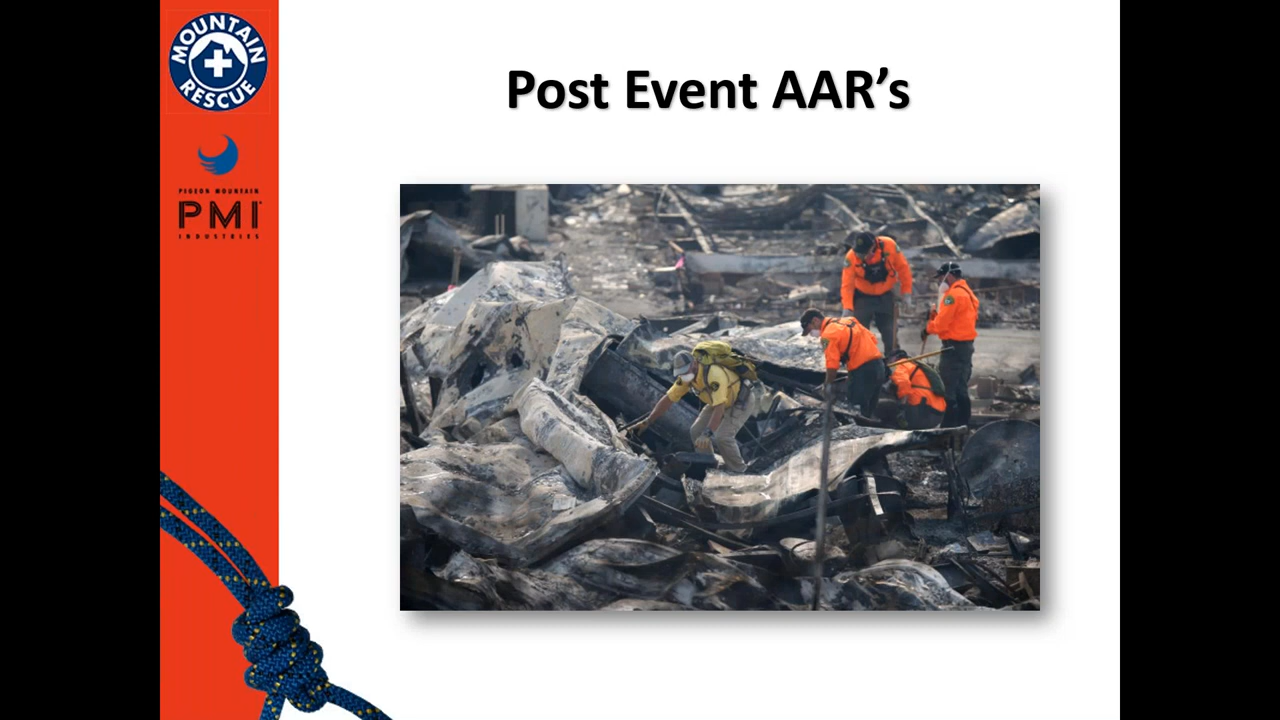 MOUNTAIN
RESCUE
PIGEON MOUNTAIN
PMI
INDUSTRIES
Post Event AAR’s